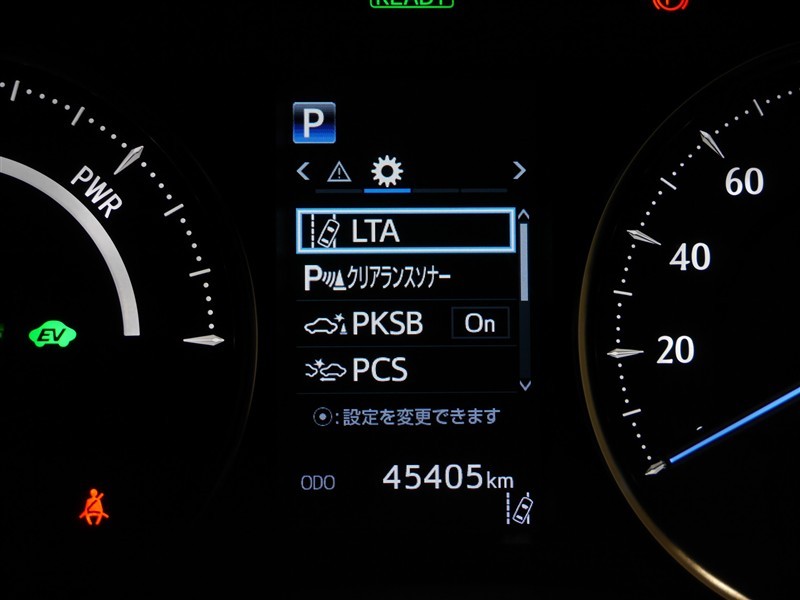 READY
P
PWR
LTA
Pクリアランスソナー
PKSB On
PCS
:設定を変更できます
ODO 45405km
EV
60
40
20